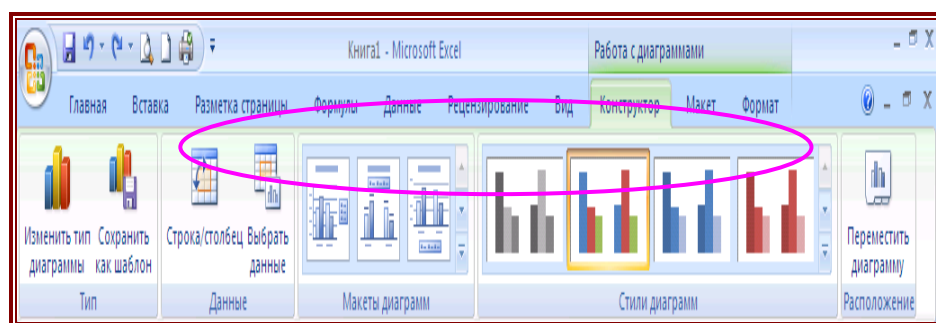 Книга1 - Microsoft Excel Работа с диаграммами
Главная Вставка Разметка страницы Формулы Данные Рецензирование Вид Конструктор Макет Формат
Изменить тип диаграммы
Сохранить как шаблон
Строка/столбец
Выбрать данные
Переместить диаграмму
Тип Данные Макеты диаграмм Стили диаграмм Расположение